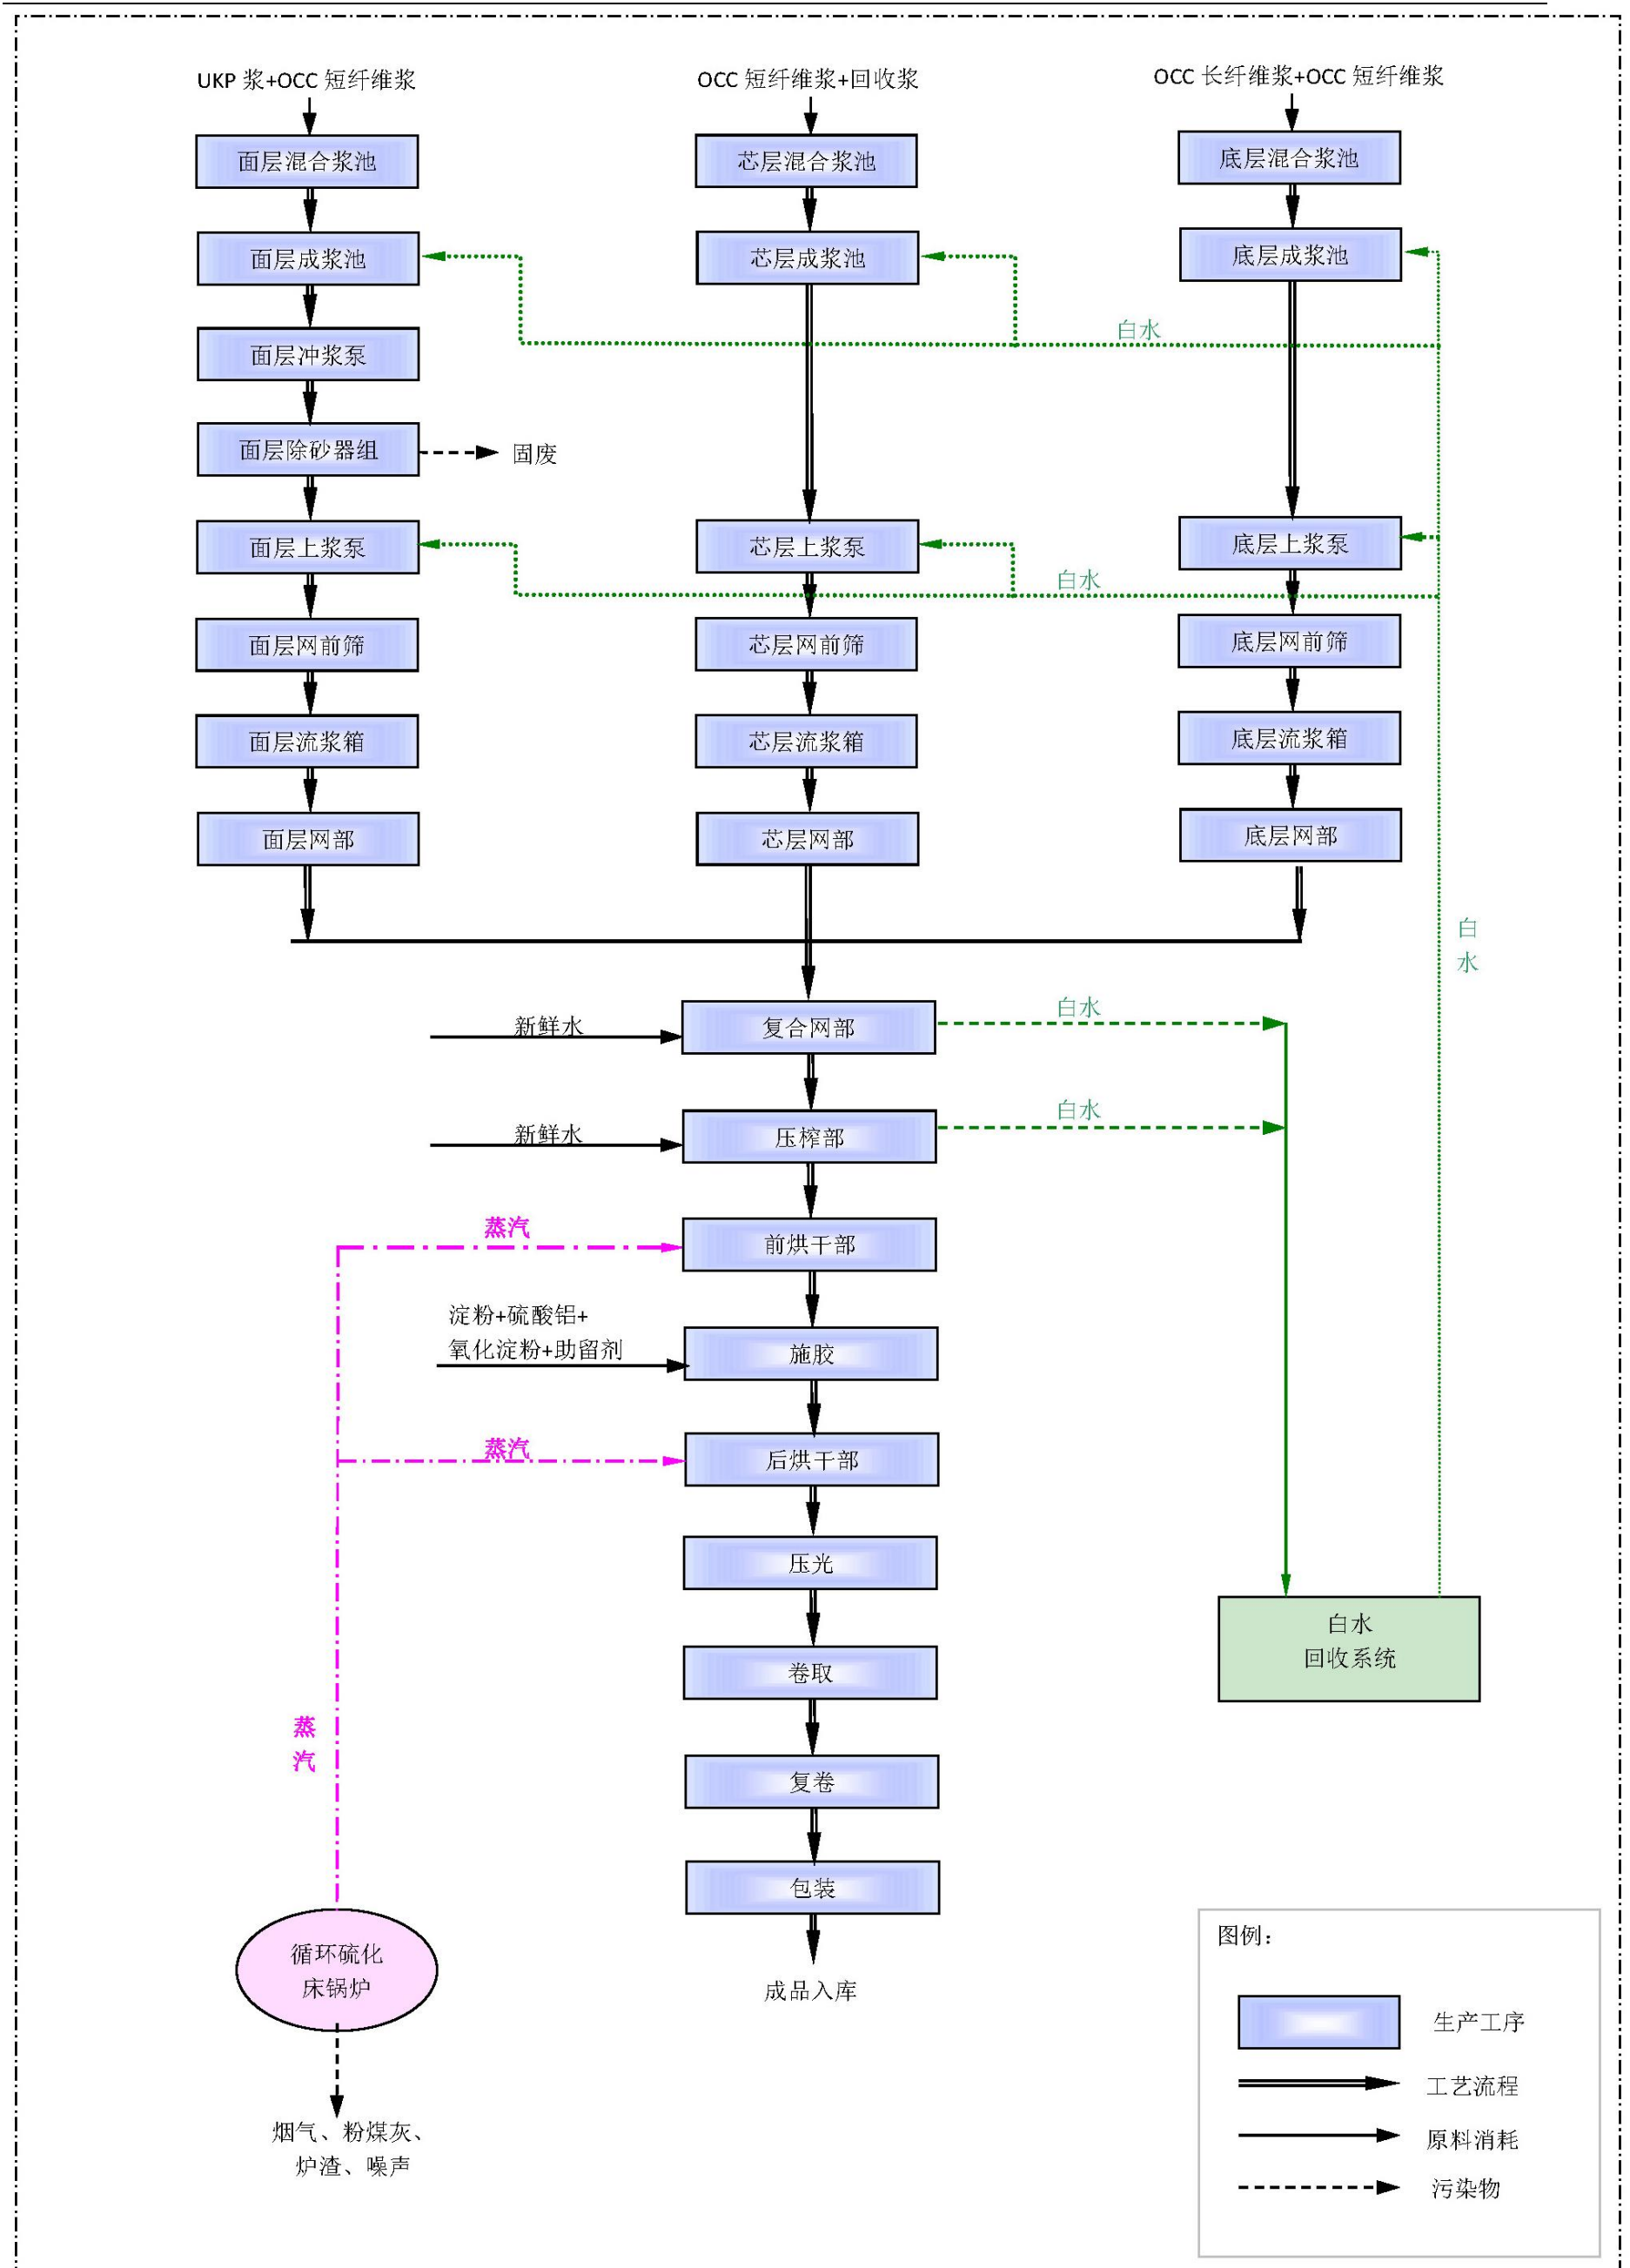 UKP 浆+OCC 短纤维浆
OCC 短纤维浆+回收浆
OCC 长纤维浆+OCC 短纤维浆
面层混合浆池
芯层混合浆池
底层混合浆池
面层成浆池
芯层成浆池
底层成浆池
白水
面层冲浆泵
面层除砂器组
固废
面层上浆泵
芯层上浆泵
底层上浆泵
白水
面层网前筛
芯层网前筛
底层网前筛
面层流浆箱
芯层流浆箱
底层流浆箱
面层网部
芯层网部
底层网部
白
水
新鲜水
复合网部
白水
新鲜水
压榨部
白水
蒸汽
前烘干部
淀粉+硫酸铝+
氧化淀粉+助留剂
施胶
蒸汽
后烘干部
压光
白水
回收系统
卷取
蒸
汽
复卷
包装
循环硫化
床锅炉
成品入库
烟气、粉煤灰、
炉渣、噪声
图例：
生产工序
工艺流程
原料消耗
污染物